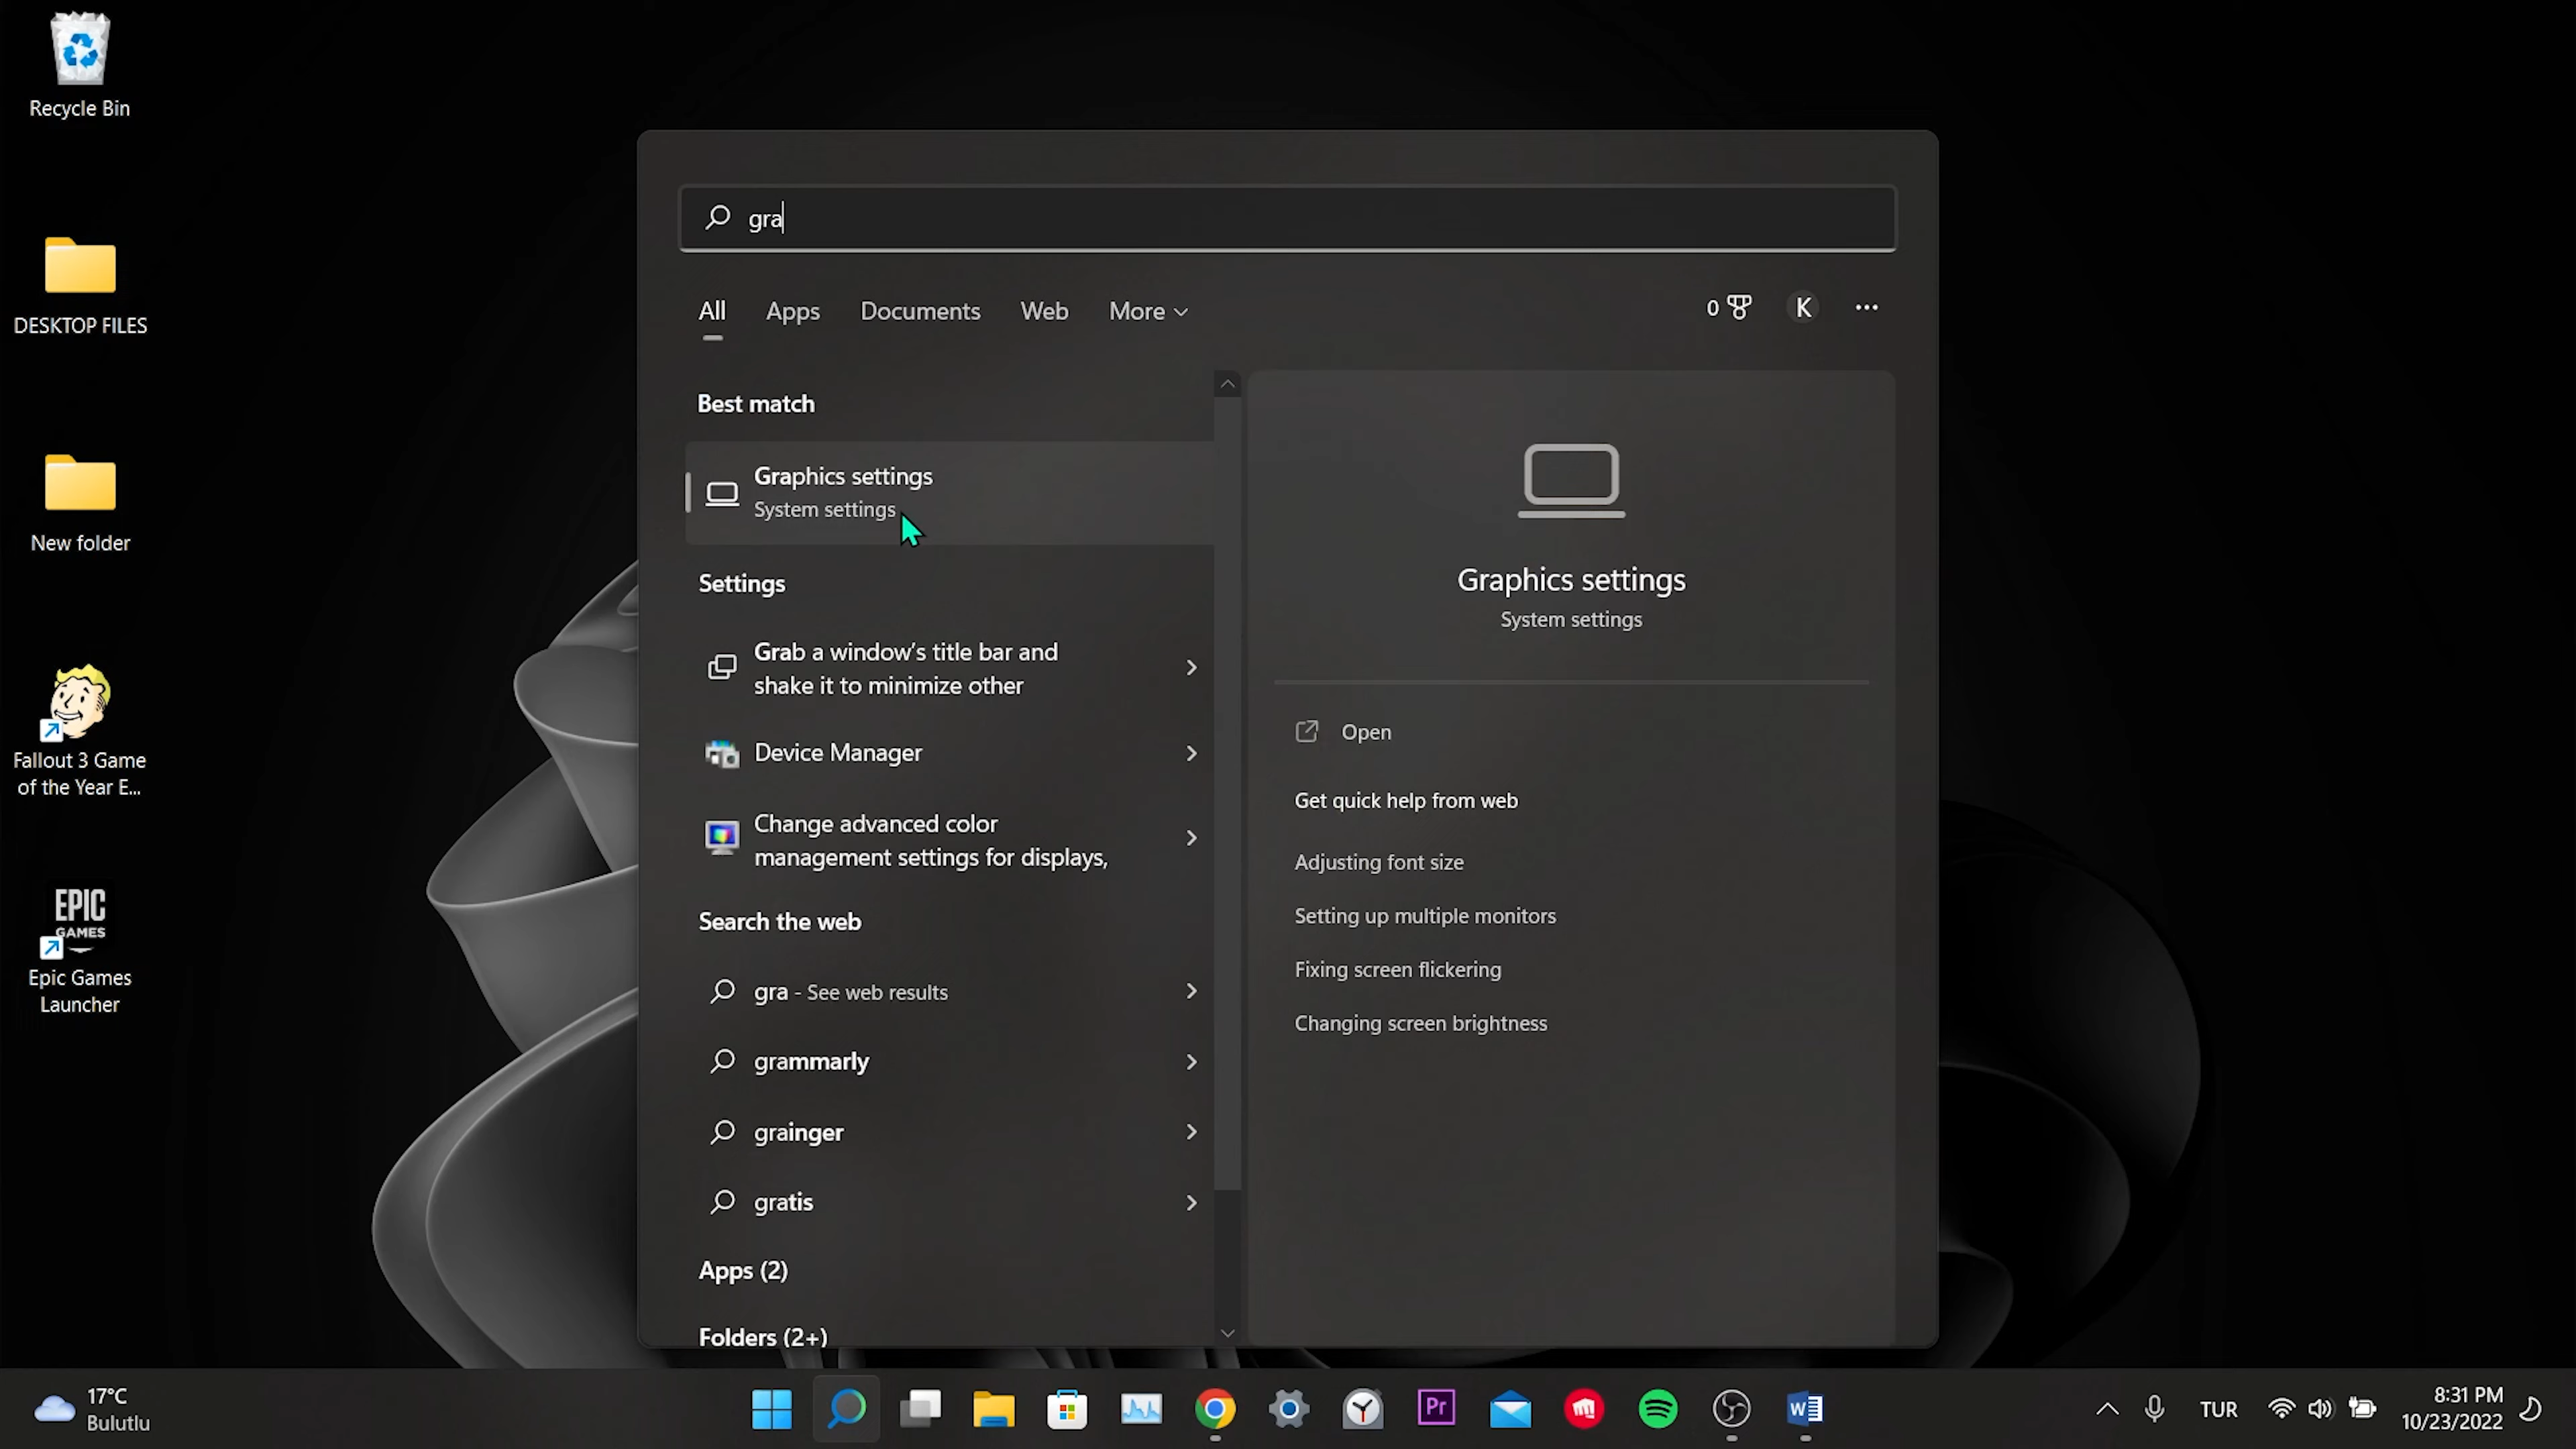 Recycle Bin
DESKTOP FILES
New folder
Fallout 3 Game
of the Year E...
EPIC
GAMES
Epic Games
Launcher
gra
All Apps Documents Web More
0 K ...
Best match
Graphics settings
System settings
Settings
Grab a window's title bar and
shake it to minimize other
Device Manager
Change advanced color
management settings for displays,
Search the web
gra - See web results
grammarly
grainger
gratis
Apps (2)
Folders (2+)
Graphics settings
System settings
Open
Get quick help from web
Adjusting font size
Setting up multiple monitors
Fixing screen flickering
Changing screen brightness
17°C
Bulutlu
Pr
W
TUR
8:31 PM
10/23/2022